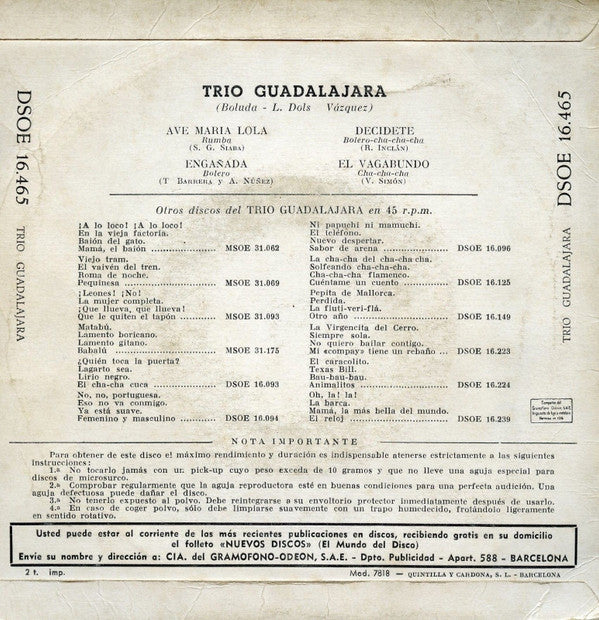 TRIO GUADALAJARA
(Boluda - L. Dols Vázquez)
AVE MARIA LOLA
Rumba
(S. G. Siaba)
ENGAÑADA
Bolero
(T Barrera y A. Núñez)
DECIDETE
Bolero-cha-cha-cha
(R. Inclán)
EL VAGABUNDO
Cha-cha-cha
(V. Simón)
DSOE 16.465 TRIO GUADALAJARA
TRIO GUADALAJARA DSOE 16.465
Otros discos del TRIO GUADALAJARA en 45 r.p.m.
¡A lo loco! ¡A lo loco!
En la vieja factoría.
Baión del gato.
Mamá, el baión ................ MSOE 31.062
Viejo tram.
El vaivén del tren.
Roma de noche.
Pequinesa ........................ MSOE 31.069
¡Leones! ¡No!
La mujer completa.
¡Que llueva, que llueva!
Que le quiten el tapón ........ MSOE 31.093
Matabú.
Lamento boricano.
Lamento gitano.
Babalú ........................... MSOE 31.175
¿Quién toca la puerta?
Lagarto sea.
Lirio negro.
El cha-cha cuca ............... DSOE 16.093
No, no, portuguesa.
Eso no va conmigo.
Ya está suave.
Femenino y masculino ......... DSOE 16.094
Ni papuchi ni mamuchi.
El teléfono.
Nuevo despertar.
Sabor de arena .................. DSOE 16.096
La cha-cha del cha-cha-cha.
Solfeando cha-cha-cha.
Cha-cha-cha flamenco.
Cuéntame un cuento ............ DSOE 16.125
Pepita de Mallorca.
Perdida.
La fluti-veri-flá.
Otro año ........................ DSOE 16.149
La Virgencita del Cerro.
Siempre sola.
No quiero bailar contigo.
Mi «compay» tiene un rebaño ... DSOE 16.223
El caracolito.
Texas Bill.
Bau-bau-bau.
Animalitos ..................... DSOE 16.224
Oh, la! la!
La barca.
Mamá, la más bella del mundo.
El reloj ......................... DSOE 16.239
NOTA IMPORTANTE
Para obtener de este disco el máximo rendimiento y duración es indispensable atenerse estrictamente a las siguientes
instrucciones:
1.ª No tocarlo jamás con un pick-up cuyo peso exceda de 10 gramos y que no lleve una aguja especial para
discos de microsurco.
2.ª Comprobar regularmente que la aguja reproductora esté en buenas condiciones para una perfecta audición. Una
aguja defectuosa puede dañar el disco.
3.ª No tenerlo expuesto al polvo. Debe reintegrarse a su envoltorio protector inmediatamente después de usarlo.
4.ª En caso de coger polvo, sólo debe limpiarse suavemente con un trapo humedecido, frotándolo ligeramente
en sentido rotativo.
Usted puede estar al corriente de las más recientes publicaciones en discos, recibiendo gratis en su domicilio
el folleto «NUEVOS DISCOS» (El Mundo del Disco)
Envíe su nombre y dirección a: CIA. del GRAMOFONO-ODEON, S.A.E. - Dpto. Publicidad - Apart. 588 - BARCELONA
2 t. imp.
Mod. 7818 — QUINTILLA Y CARDONA, S. L. - BARCELONA